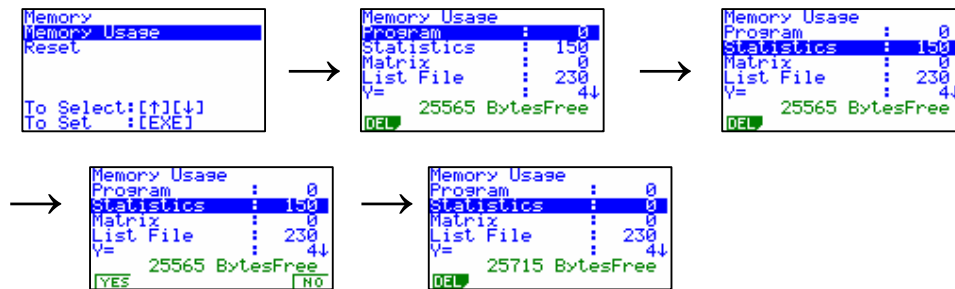 Memory
Memory Usage
Reset
To Select:[↑][↓]
To Set :[EXE]
→
Memory Usage
Program : 0
Statistics : 150
Matrix : 0
List File : 230
Y= : 4↓
25565 BytesFree
DEL
→
Memory Usage
Program : 0
Statistics : 150
Matrix : 0
List File : 230
Y= : 4↓
25565 BytesFree
DEL
→
Memory Usage
Program : 0
Statistics : 150
Matrix : 0
List File : 230
Y= : 4↓
25565 BytesFree
YES NO
→
Memory Usage
Program : 0
Statistics : 0
Matrix : 0
List File : 230
Y= : 4↓
25715 BytesFree
DEL